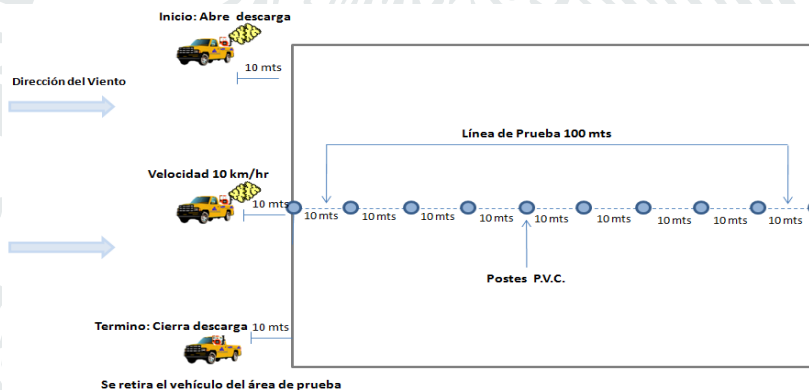 Inicio: Abre descarga
10 mts
Dirección del Viento
Línea de Prueba 100 mts
Velocidad 10 km/hr
10 mts
10 mts
10 mts
10 mts
10 mts
10 mts
10 mts
10 mts
10 mts
10 mts
Postes P.V.C.
Termino: Cierra descarga
10 mts
Se retira el vehículo del área de prueba